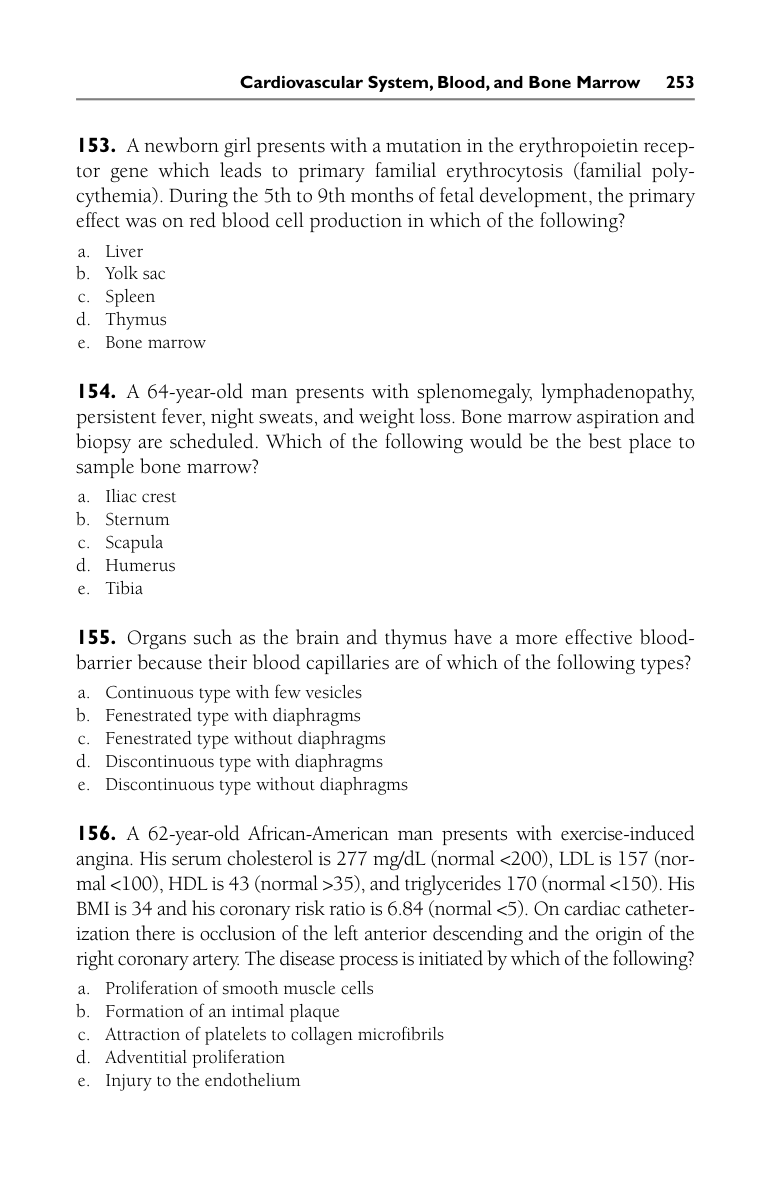 Cardiovascular System, Blood, and Bone Marrow 253
153. A newborn girl presents with a mutation in the erythropoietin recep-
tor gene which leads to primary familial erythrocytosis (familial poly-
cythemia). During the 5th to 9th months of fetal development, the primary
effect was on red blood cell production in which of the following?
a. Liver
b. Yolk sac
c. Spleen
d. Thymus
e. Bone marrow
154. A 64-year-old man presents with splenomegaly, lymphadenopathy,
persistent fever, night sweats, and weight loss. Bone marrow aspiration and
biopsy are scheduled. Which of the following would be the best place to
sample bone marrow?
a. Iliac crest
b. Sternum
c. Scapula
d. Humerus
e. Tibia
155. Organs such as the brain and thymus have a more effective blood-
barrier because their blood capillaries are of which of the following types?
a. Continuous type with few vesicles
b. Fenestrated type with diaphragms
c. Fenestrated type without diaphragms
d. Discontinuous type with diaphragms
e. Discontinuous type without diaphragms
156. A 62-year-old African-American man presents with exercise-induced
angina. His serum cholesterol is 277 mg/dL (normal <200), LDL is 157 (nor-
mal <100), HDL is 43 (normal >35), and triglycerides 170 (normal <150). His
BMI is 34 and his coronary risk ratio is 6.84 (normal <5). On cardiac catheter-
ization there is occlusion of the left anterior descending and the origin of the
right coronary artery. The disease process is initiated by which of the following?
a. Proliferation of smooth muscle cells
b. Formation of an intimal plaque
c. Attraction of platelets to collagen microfibrils
d. Adventitial proliferation
e. Injury to the endothelium